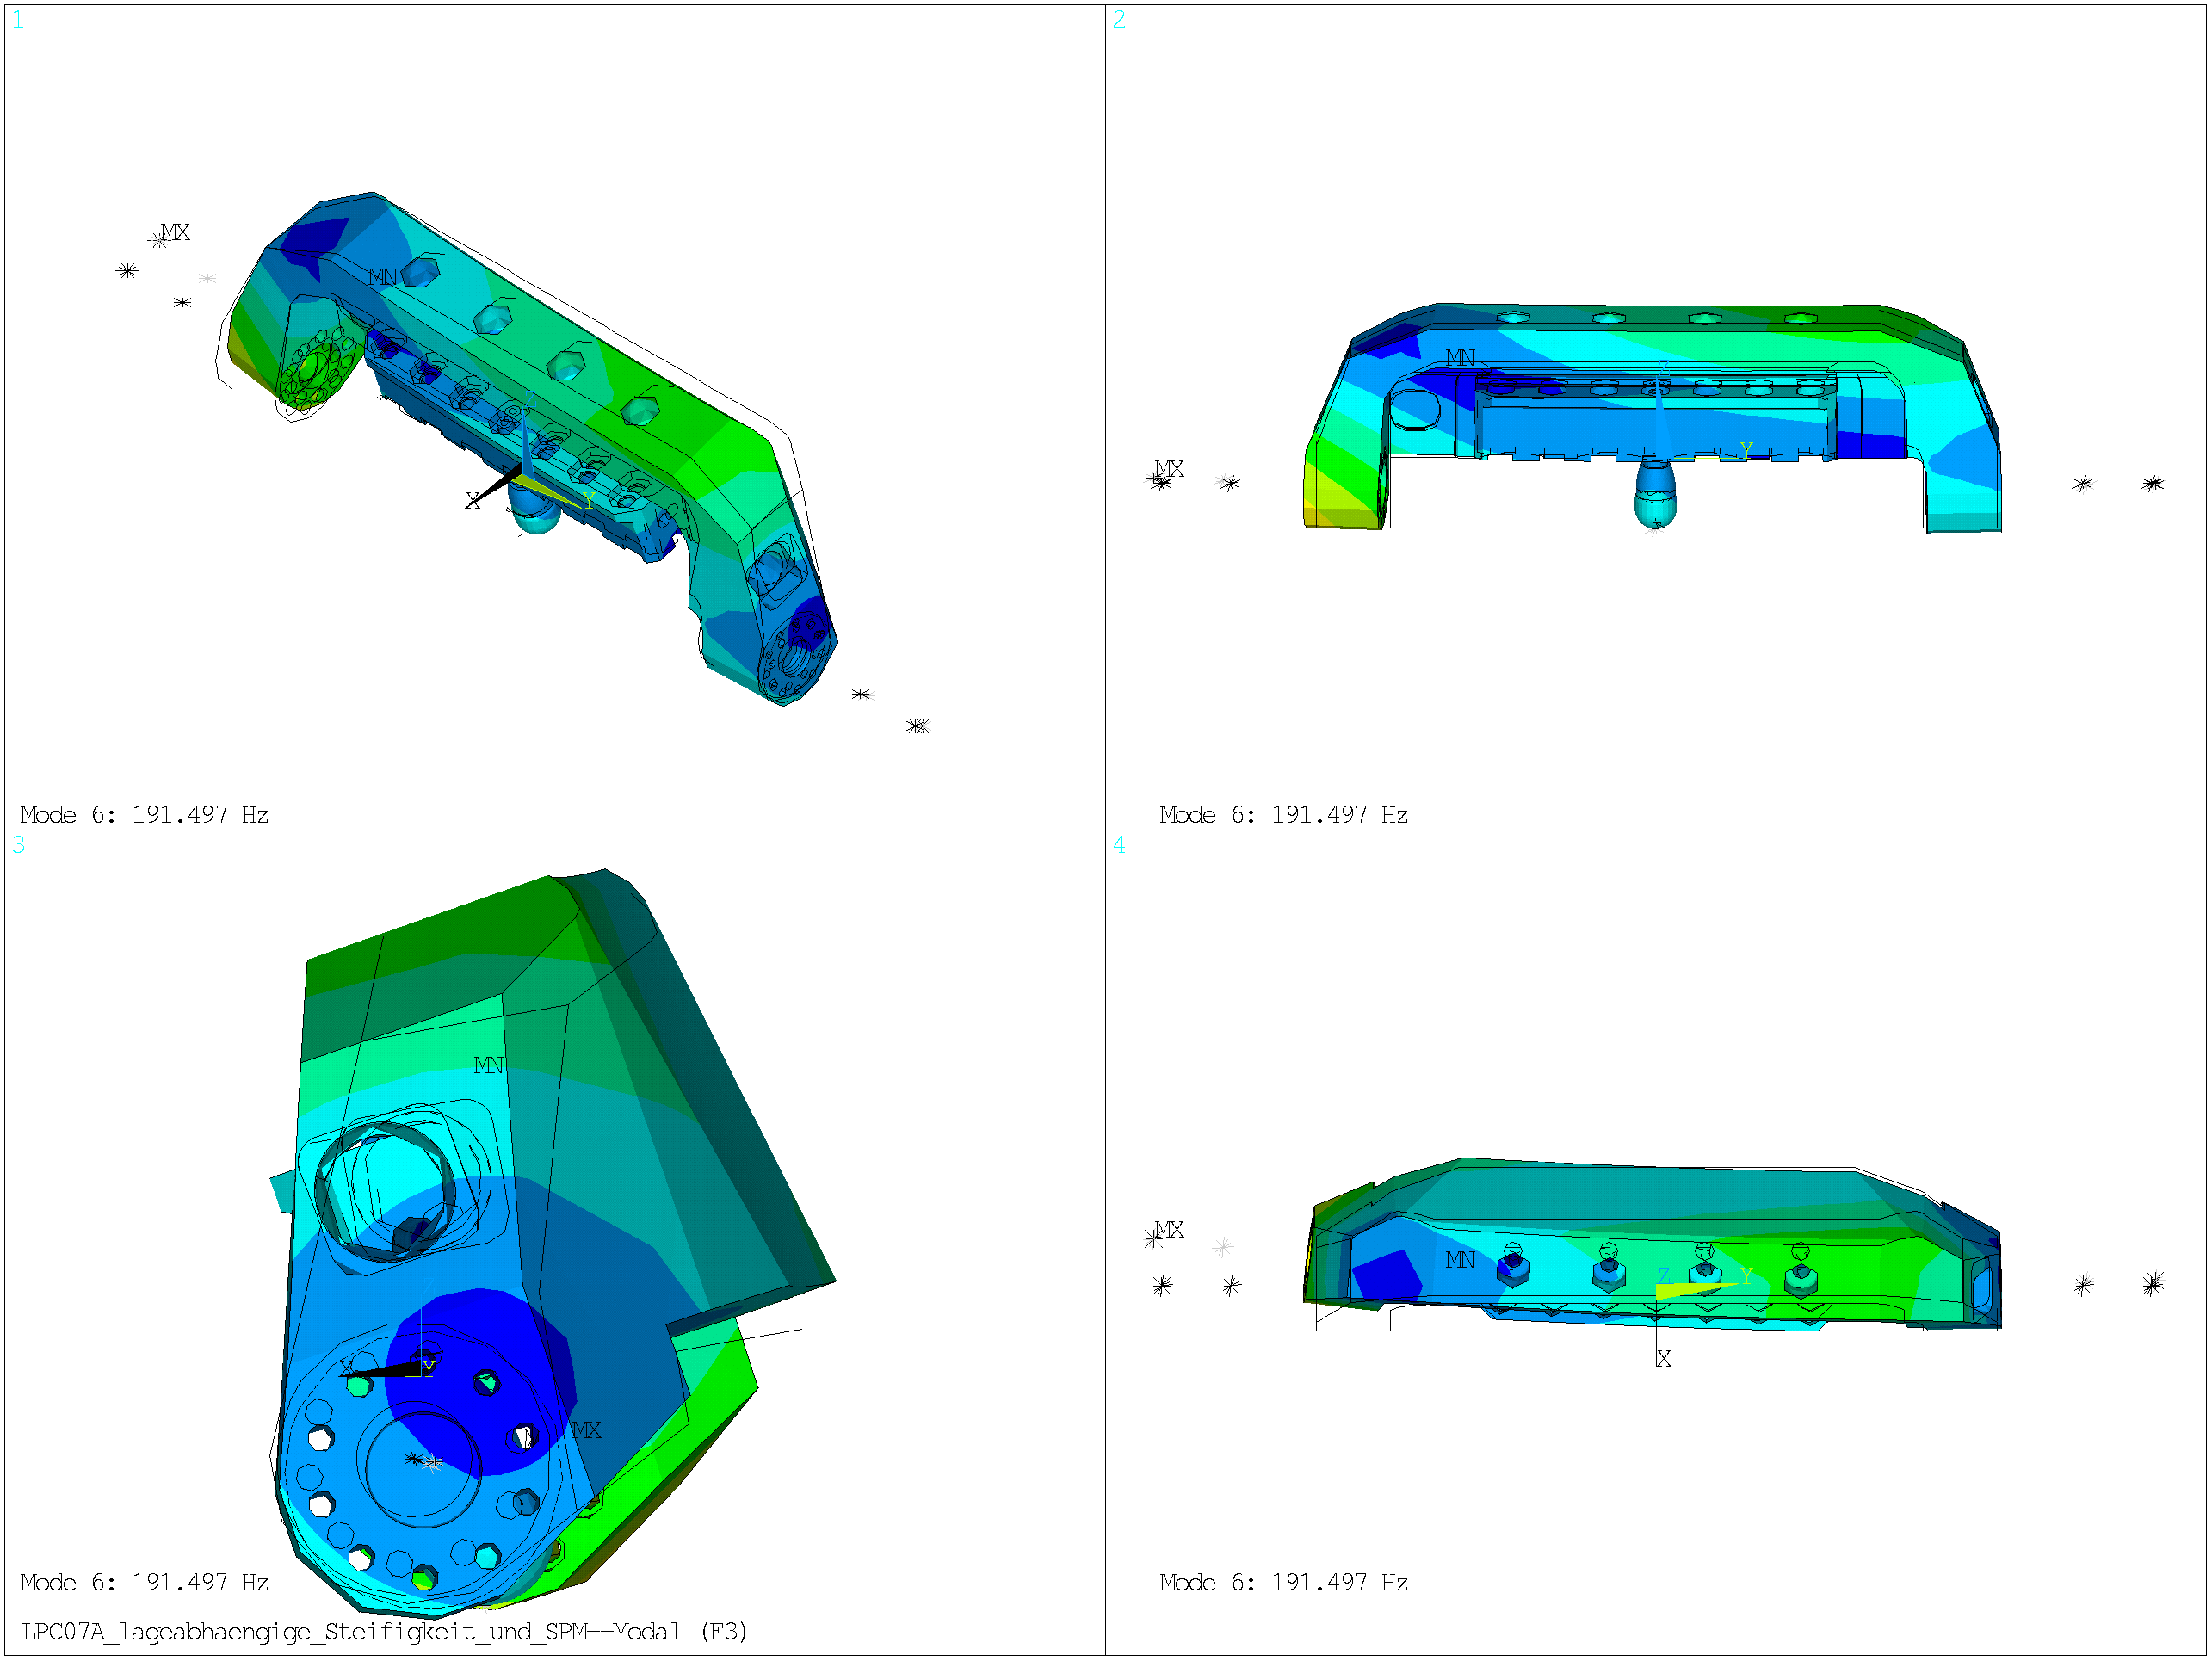 1
MX
MN
Z
X
Y
Mode 6: 191.497 Hz
2
MN
Z
Y
MX
Mode 6: 191.497 Hz
3
MN
Z
X
Y
MX
Mode 6: 191.497 Hz
LPC07A_lageabhaengige_Steifigkeit_und_SPM--Modal (F3)
4
MX
MN
Z
Y
X
Mode 6: 191.497 Hz